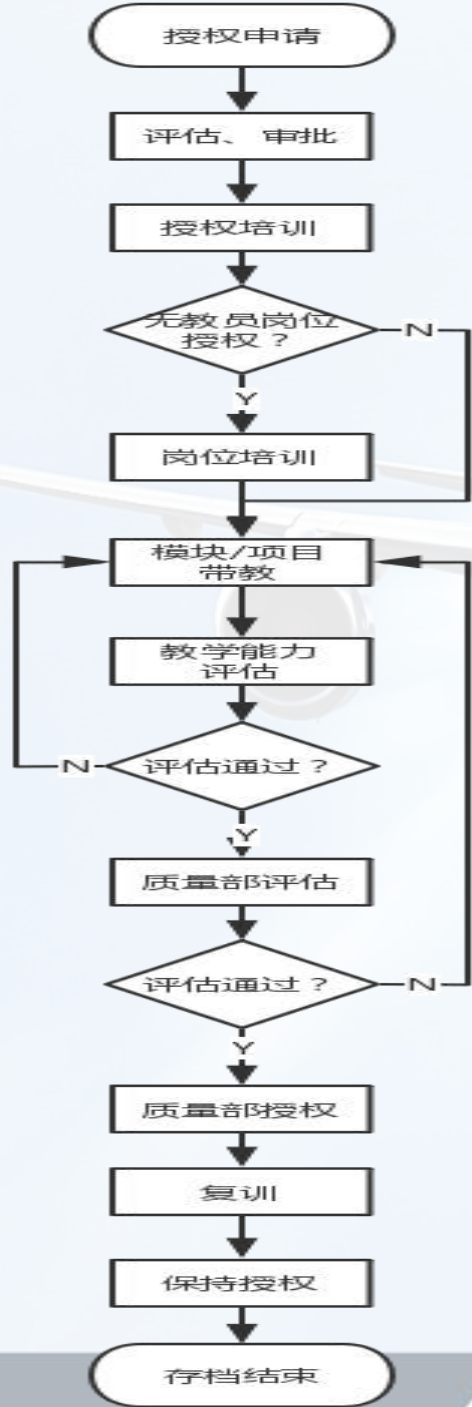 授权申请
评估、审批
授权培训
无教员岗位
授权？
N
Y
岗位培训
模块/项目
带教
教学能力
评估
评估通过？
N
Y
质量部评估
评估通过？
N
Y
质量部授权
复训
保持授权
存档结束